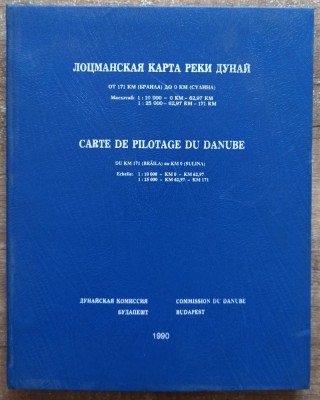 ЛОЦМАНСКАЯ КАРТА РЕКИ ДУНАЙ
ОТ 171 КМ (БРАИЛА) ДО 0 КМ (СУЛИНА)
Масштаб: 1 : 10 000 - 0 КМ - 62,97
1 : 25 000 - 62,97 КМ - 171 КМ
CARTE DE PILOTAGE DU DANUBE
DU KM 171 (BRĂILA) au KM 0 (SULINA)
Echelle: 1 : 10 000 - KM 0 - KM 62,97
1 : 25 000 - KM 62,97 - KM 171
ДУНАЙСКАЯ КОМИССИЯ COMMISSION DU DANUBE
БУДАПЕШТ BUDAPEST
1990